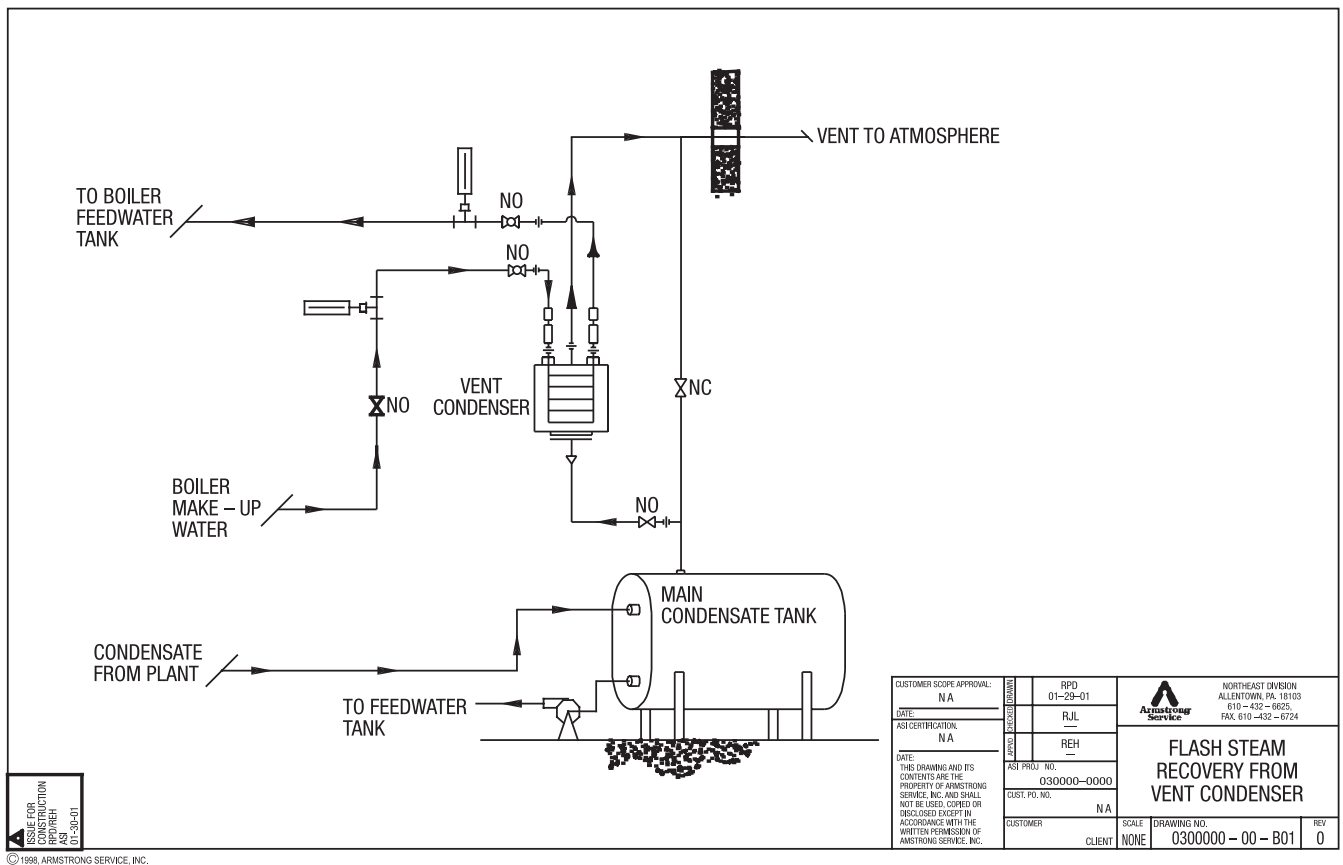 VENT TO ATMOSPHERE
TO BOILER
FEEDWATER
TANK
NO
NO
VENT
CONDENSER
NC
NO
BOILER
MAKE – UP
WATER
NO
MAIN
CONDENSATE TANK
CONDENSATE
FROM PLANT
TO FEEDWATER
TANK
CUSTOMER SCOPE APPROVAL:
N A
DATE:
ASI CERTIFICATION.
N A
DATE:
THIS DRAWING AND ITS
CONTENTS ARE THE
PROPERTY OF ARMSTRONG
SERVICE, INC. AND SHALL
NOT BE USED, COPIED OR
DISCLOSED EXCEPT IN
ACCORDANCE WITH THE
WRITTEN PERMISSION OF
ARMSTRONG SERVICE, INC.
DRAWN
RPD
01–29–01
CHECKED
RJL
—
APPVD
REH
—
ASI PROJ NO.
030000–0000
CUST. PO. NO.
N A
CUSTOMER
CLIENT
Armstrong
Service
NORTHEAST DIVISION
ALLENTOWN, PA. 18103
610 – 432 – 6625,
FAX. 610 –432 – 6724
FLASH STEAM
RECOVERY FROM
VENT CONDENSER
SCALE
NONE
DRAWING NO.
0300000 – 00 – B01
REV
0
ISSUE FOR
CONSTRUCTION
RPD/REH
ASI
01-30-01
© 1998, ARMSTRONG SERVICE, INC.